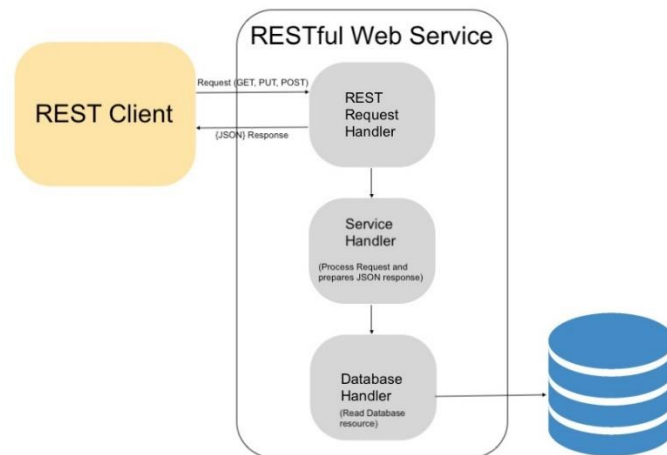 RESTful Web Service
REST Client
Request (GET, PUT, POST)
{JSON} Response
REST
Request
Handler
Service
Handler
(Process Request and
prepares JSON response)
Database
Handler
(Read Database
resource)